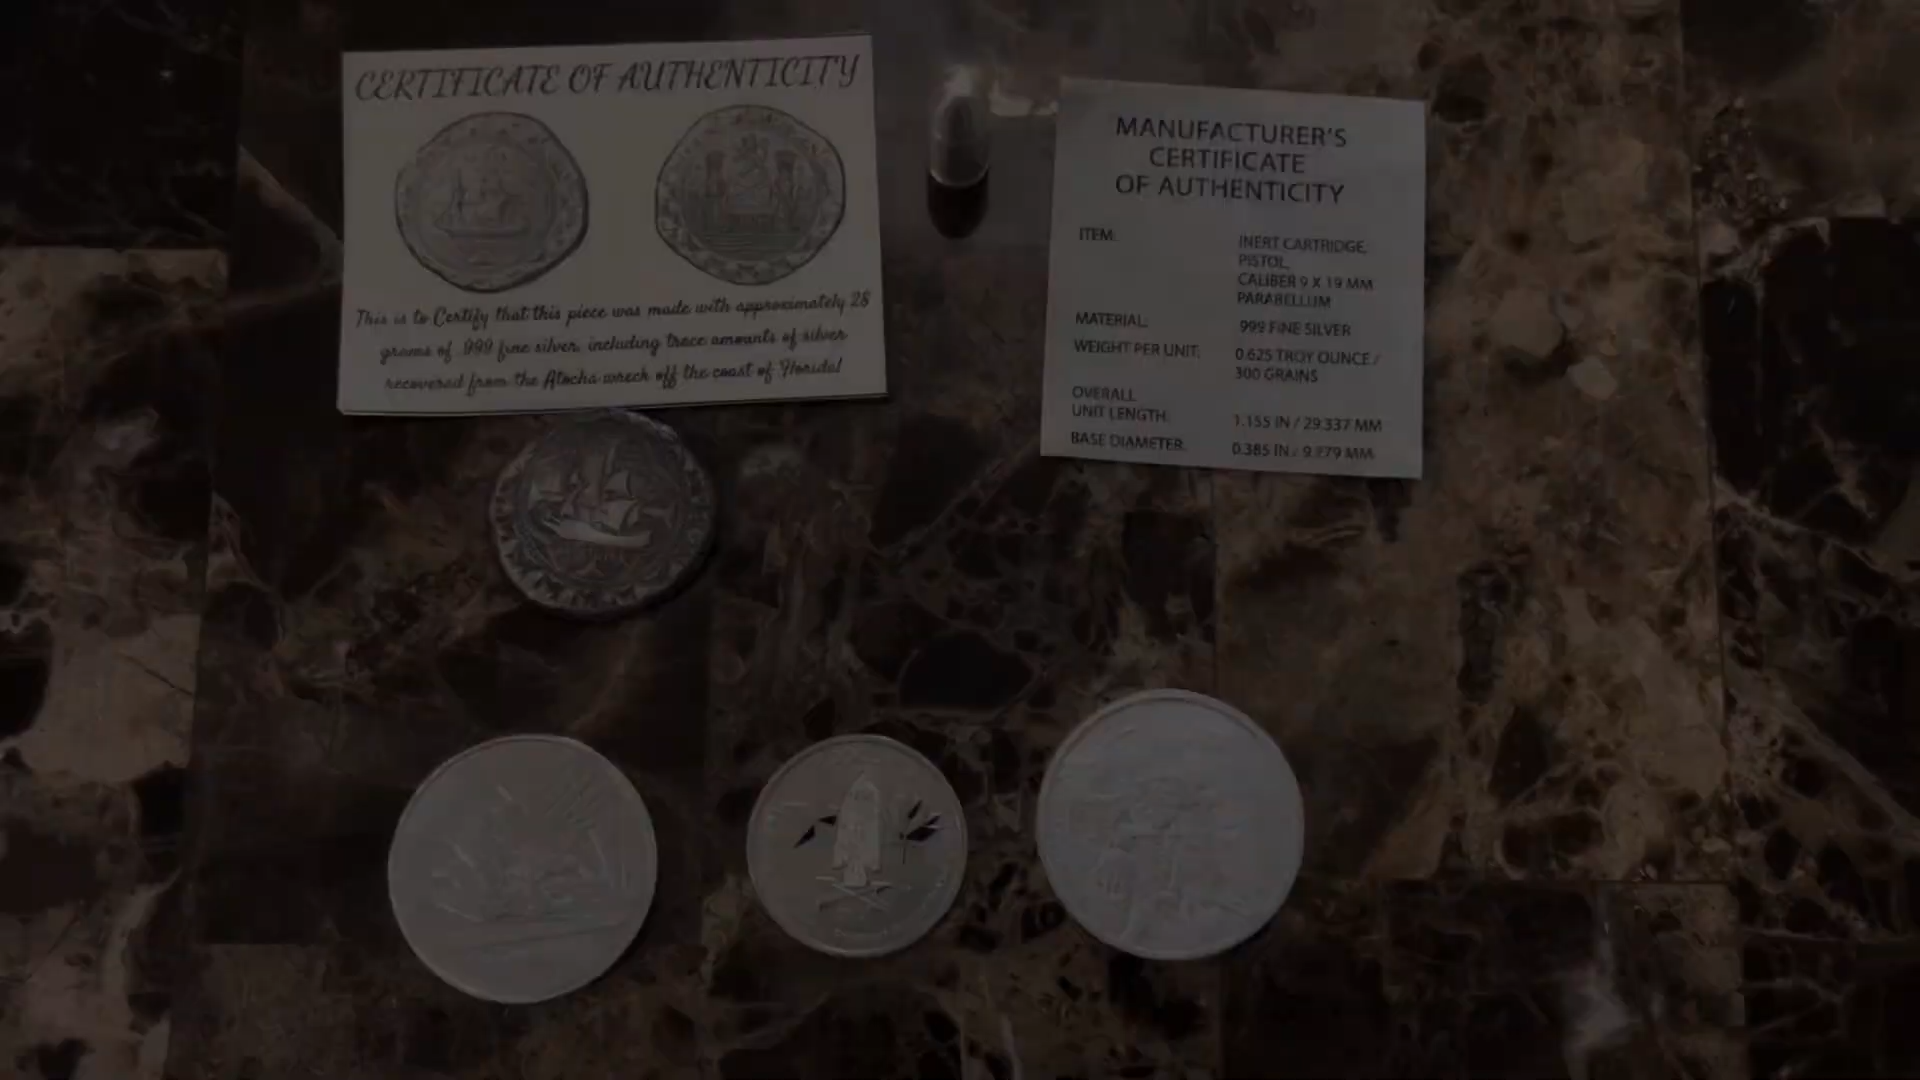 CERTIFICATE OF AUTHENTICITY
This is to Certify that this piece was made with approximately 28
grams of .999 fine silver, including trace amounts of silver
recovered from the Atocha wreck off the coast of Florida!
MANUFACTURER'S
CERTIFICATE
OF AUTHENTICITY
ITEM: INERT CARTRIDGE,
PISTOL,
CALIBER 9 X 19 MM
PARABELLUM
MATERIAL: 999 FINE SILVER
WEIGHT PER UNIT: 0.625 TROY OUNCE /
300 GRAINS
OVERALL
UNIT LENGTH: 1.155 IN / 29.337 MM
BASE DIAMETER: 0.385 IN / 9.779 MM